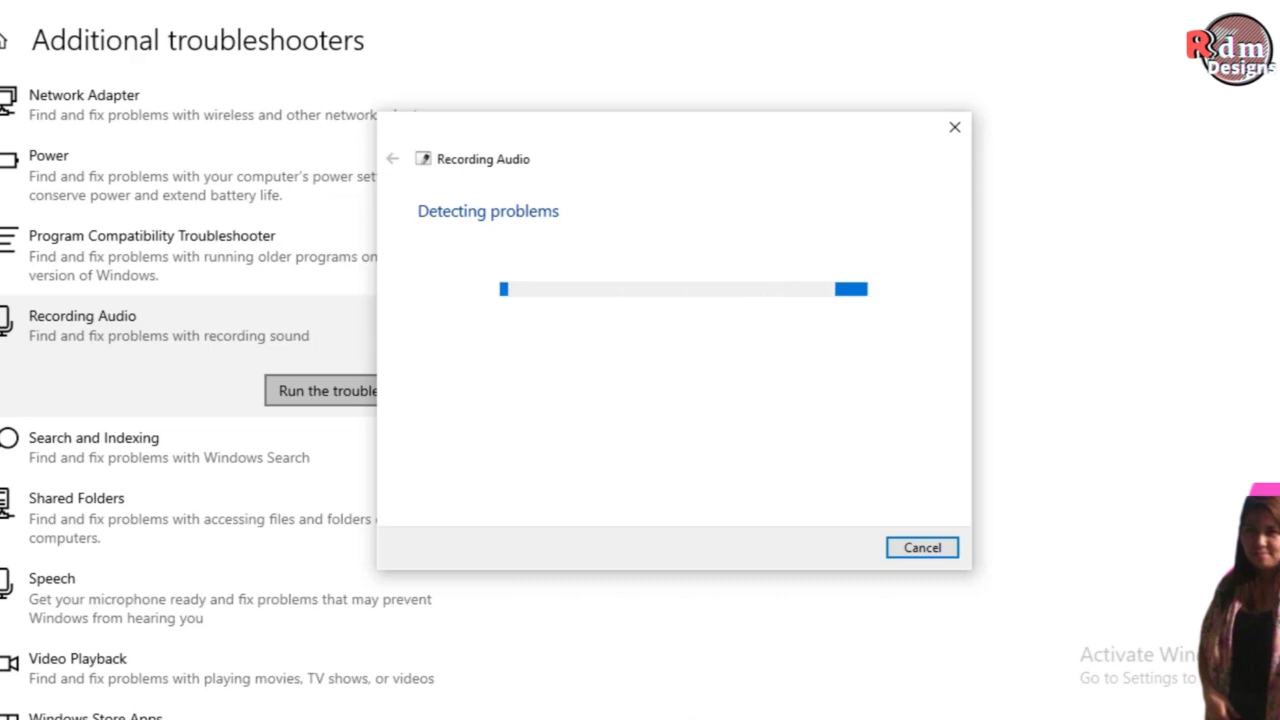 Additional troubleshooters
Rdm
Designs
Network Adapter
Find and fix problems with wireless and other network
Power
Find and fix problems with your computer's power
conserve power and extend battery life.
Program Compatibility Troubleshooter
Find and fix problems with running older programs on
version of Windows.
Recording Audio
Find and fix problems with recording sound
Run the
Search and Indexing
Find and fix problems with Windows Search
Shared Folders
Find and fix problems with accessing files and folders
computers.
Speech
Get your microphone ready and fix problems that may prevent
Windows from hearing you
Video Playback
Find and fix problems with playing movies, TV shows, or videos
Windows Store Apps
Recording Audio
Detecting problems
Cancel
Activate
Go to Settings to